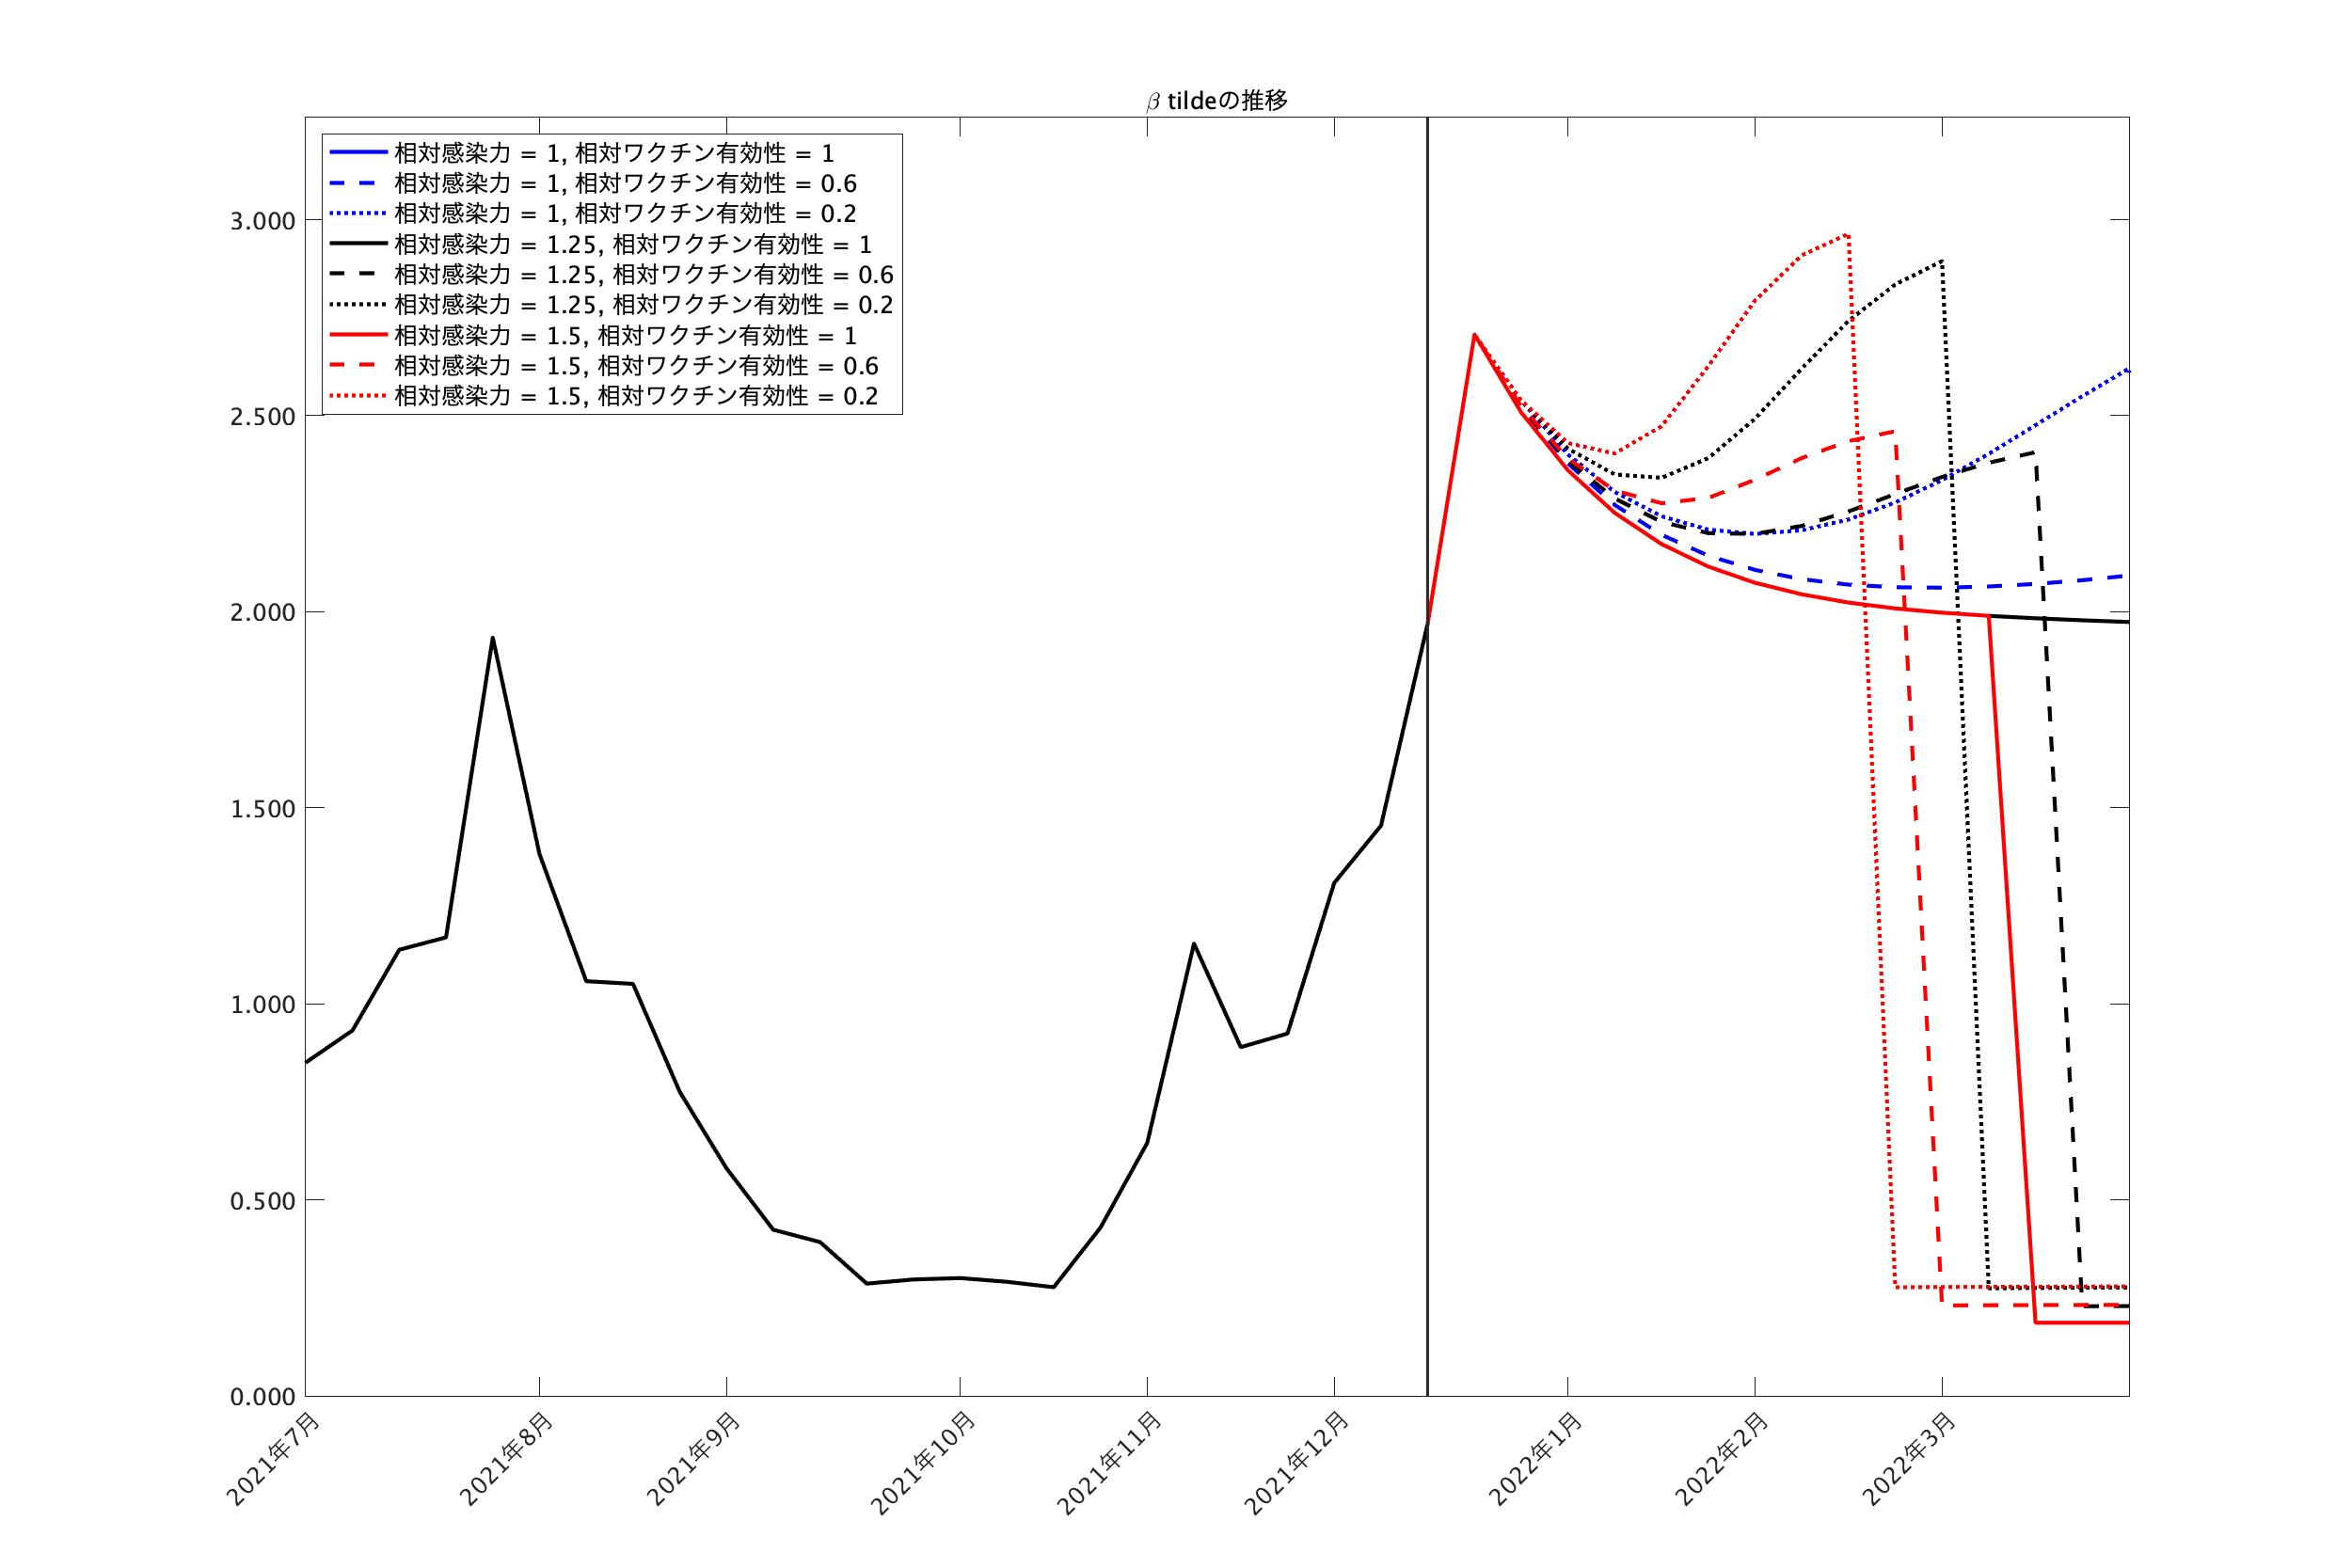 β tildeの推移
相対感染力 = 1, 相対ワクチン有効性 = 1
相対感染力 = 1, 相対ワクチン有効性 = 0.6
相対感染力 = 1, 相対ワクチン有効性 = 0.2
相対感染力 = 1.25, 相対ワクチン有効性 = 1
相対感染力 = 1.25, 相対ワクチン有効性 = 0.6
相対感染力 = 1.25, 相対ワクチン有効性 = 0.2
相対感染力 = 1.5, 相対ワクチン有効性 = 1
相対感染力 = 1.5, 相対ワクチン有効性 = 0.6
相対感染力 = 1.5, 相対ワクチン有効性 = 0.2
3.000
2.500
2.000
1.500
1.000
0.500
0.000
2021年7月
2021年8月
2021年9月
2021年10月
2021年11月
2021年12月
2022年1月
2022年2月
2022年3月